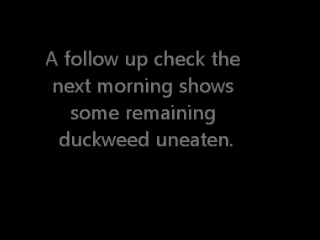 A follow up check the
next morning shows
some remaining
duckweed uneaten.